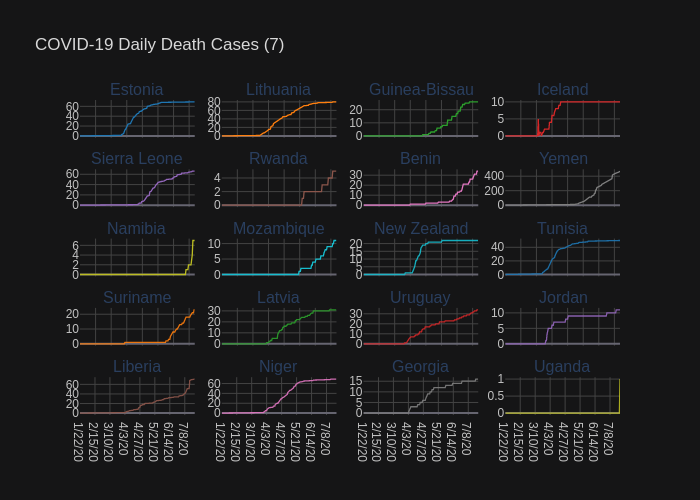 COVID-19 Daily Death Cases (7)
Estonia Lithuania Guinea-Bissau Iceland
60 40 20 0 80 60 40 20 0 20 10 0 10 5 0
Sierra Leone Rwanda Benin Yemen
60 40 20 0 4 2 0 30 20 10 0 400 200 0
Namibia Mozambique New Zealand Tunisia
6 4 2 0 10 5 0 20 15 10 5 0 40 20 0
Suriname Latvia Uruguay Jordan
20 10 0 30 20 10 0 30 20 10 0 10 5 0
Liberia Niger Georgia Uganda
60 40 20 0 60 40 20 0 15 10 5 0 1 0.5 0
1/22/20 2/15/20 3/10/20 4/3/20 4/27/20 5/21/20 6/14/20 7/8/20 1/22/20 2/15/20 3/10/20 4/3/20 4/27/20 5/21/20 6/14/20 7/8/20 1/22/20 2/15/20 3/10/20 4/3/20 4/27/20 5/21/20 6/14/20 7/8/20 1/22/20 2/15/20 3/10/20 4/3/20 4/27/20 5/21/20 6/14/20 7/8/20